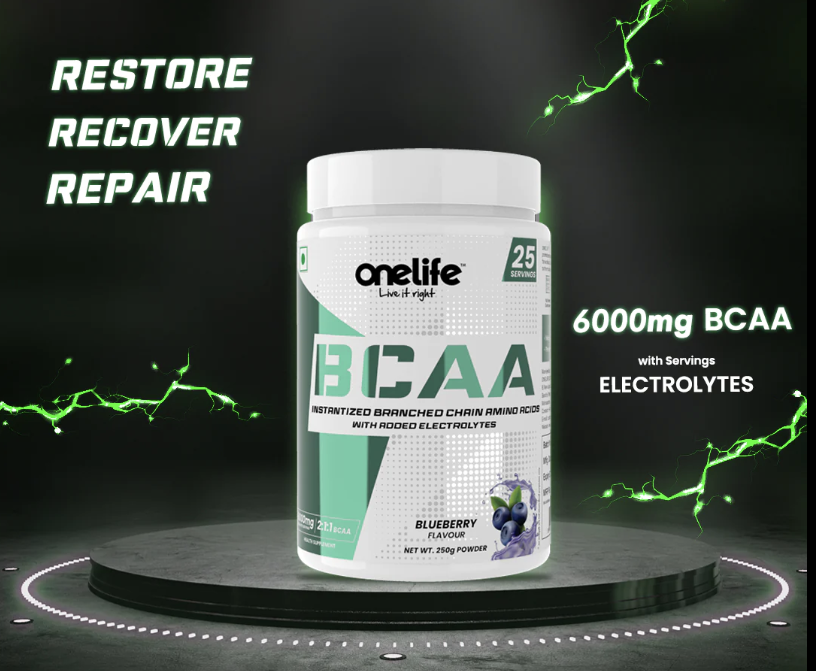 RESTORE
RECOVER
REPAIR
onelife™
Live it right
25
SERVINGS
BCAA
INSTANTIZED BRANCHED CHAIN AMINO ACIDS
WITH ADDED ELECTROLYTES
2:1:1 BCAA
BLUEBERRY
FLAVOUR
NET WT. 250g POWDER
6000mg BCAA
with Servings
ELECTROLYTES